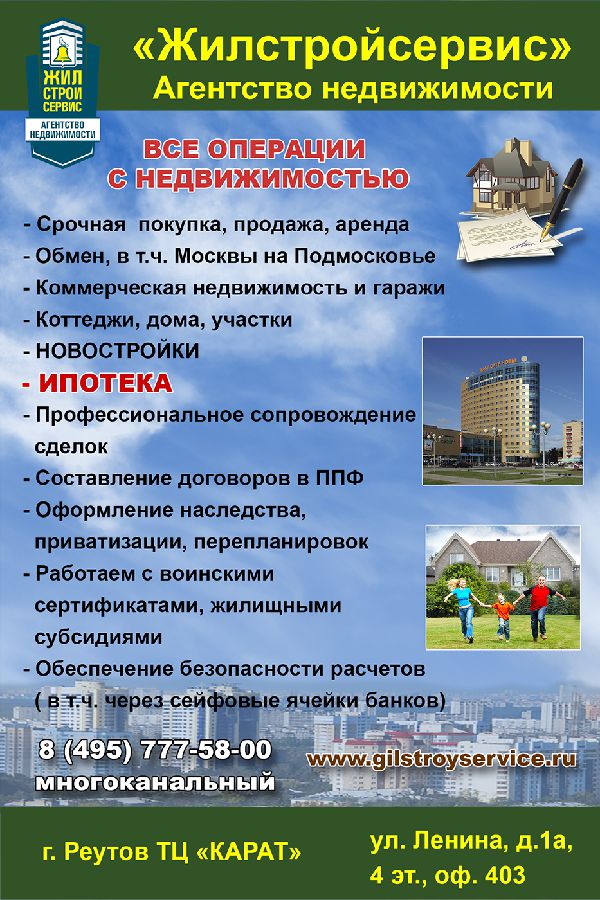 ЖИЛ
СТРОЙ
СЕРВИС
АГЕНТСТВО
НЕДВИЖИМОСТИ
«Жилстройсервис»
Агентство недвижимости
ВСЕ ОПЕРАЦИИ
С НЕДВИЖИМОСТЬЮ
- Срочная покупка, продажа, аренда
- Обмен, в т.ч. Москвы на Подмосковье
- Коммерческая недвижимость и гаражи
- Коттеджи, дома, участки
- НОВОСТРОЙКИ
- ИПОТЕКА
- Профессиональное сопровождение
сделок
- Составление договоров в ППФ
- Оформление наследства,
приватизации, перепланировок
- Работаем с воинскими
сертификатами, жилищными
субсидиями
- Обеспечение безопасности расчетов
( в т.ч. через сейфовые ячейки банков)
8 (495) 777-58-00
многоканальный
www.gilstroyservice.ru
г. Реутов ТЦ «КАРАТ»
ул. Ленина, д.1а,
4 эт., оф. 403